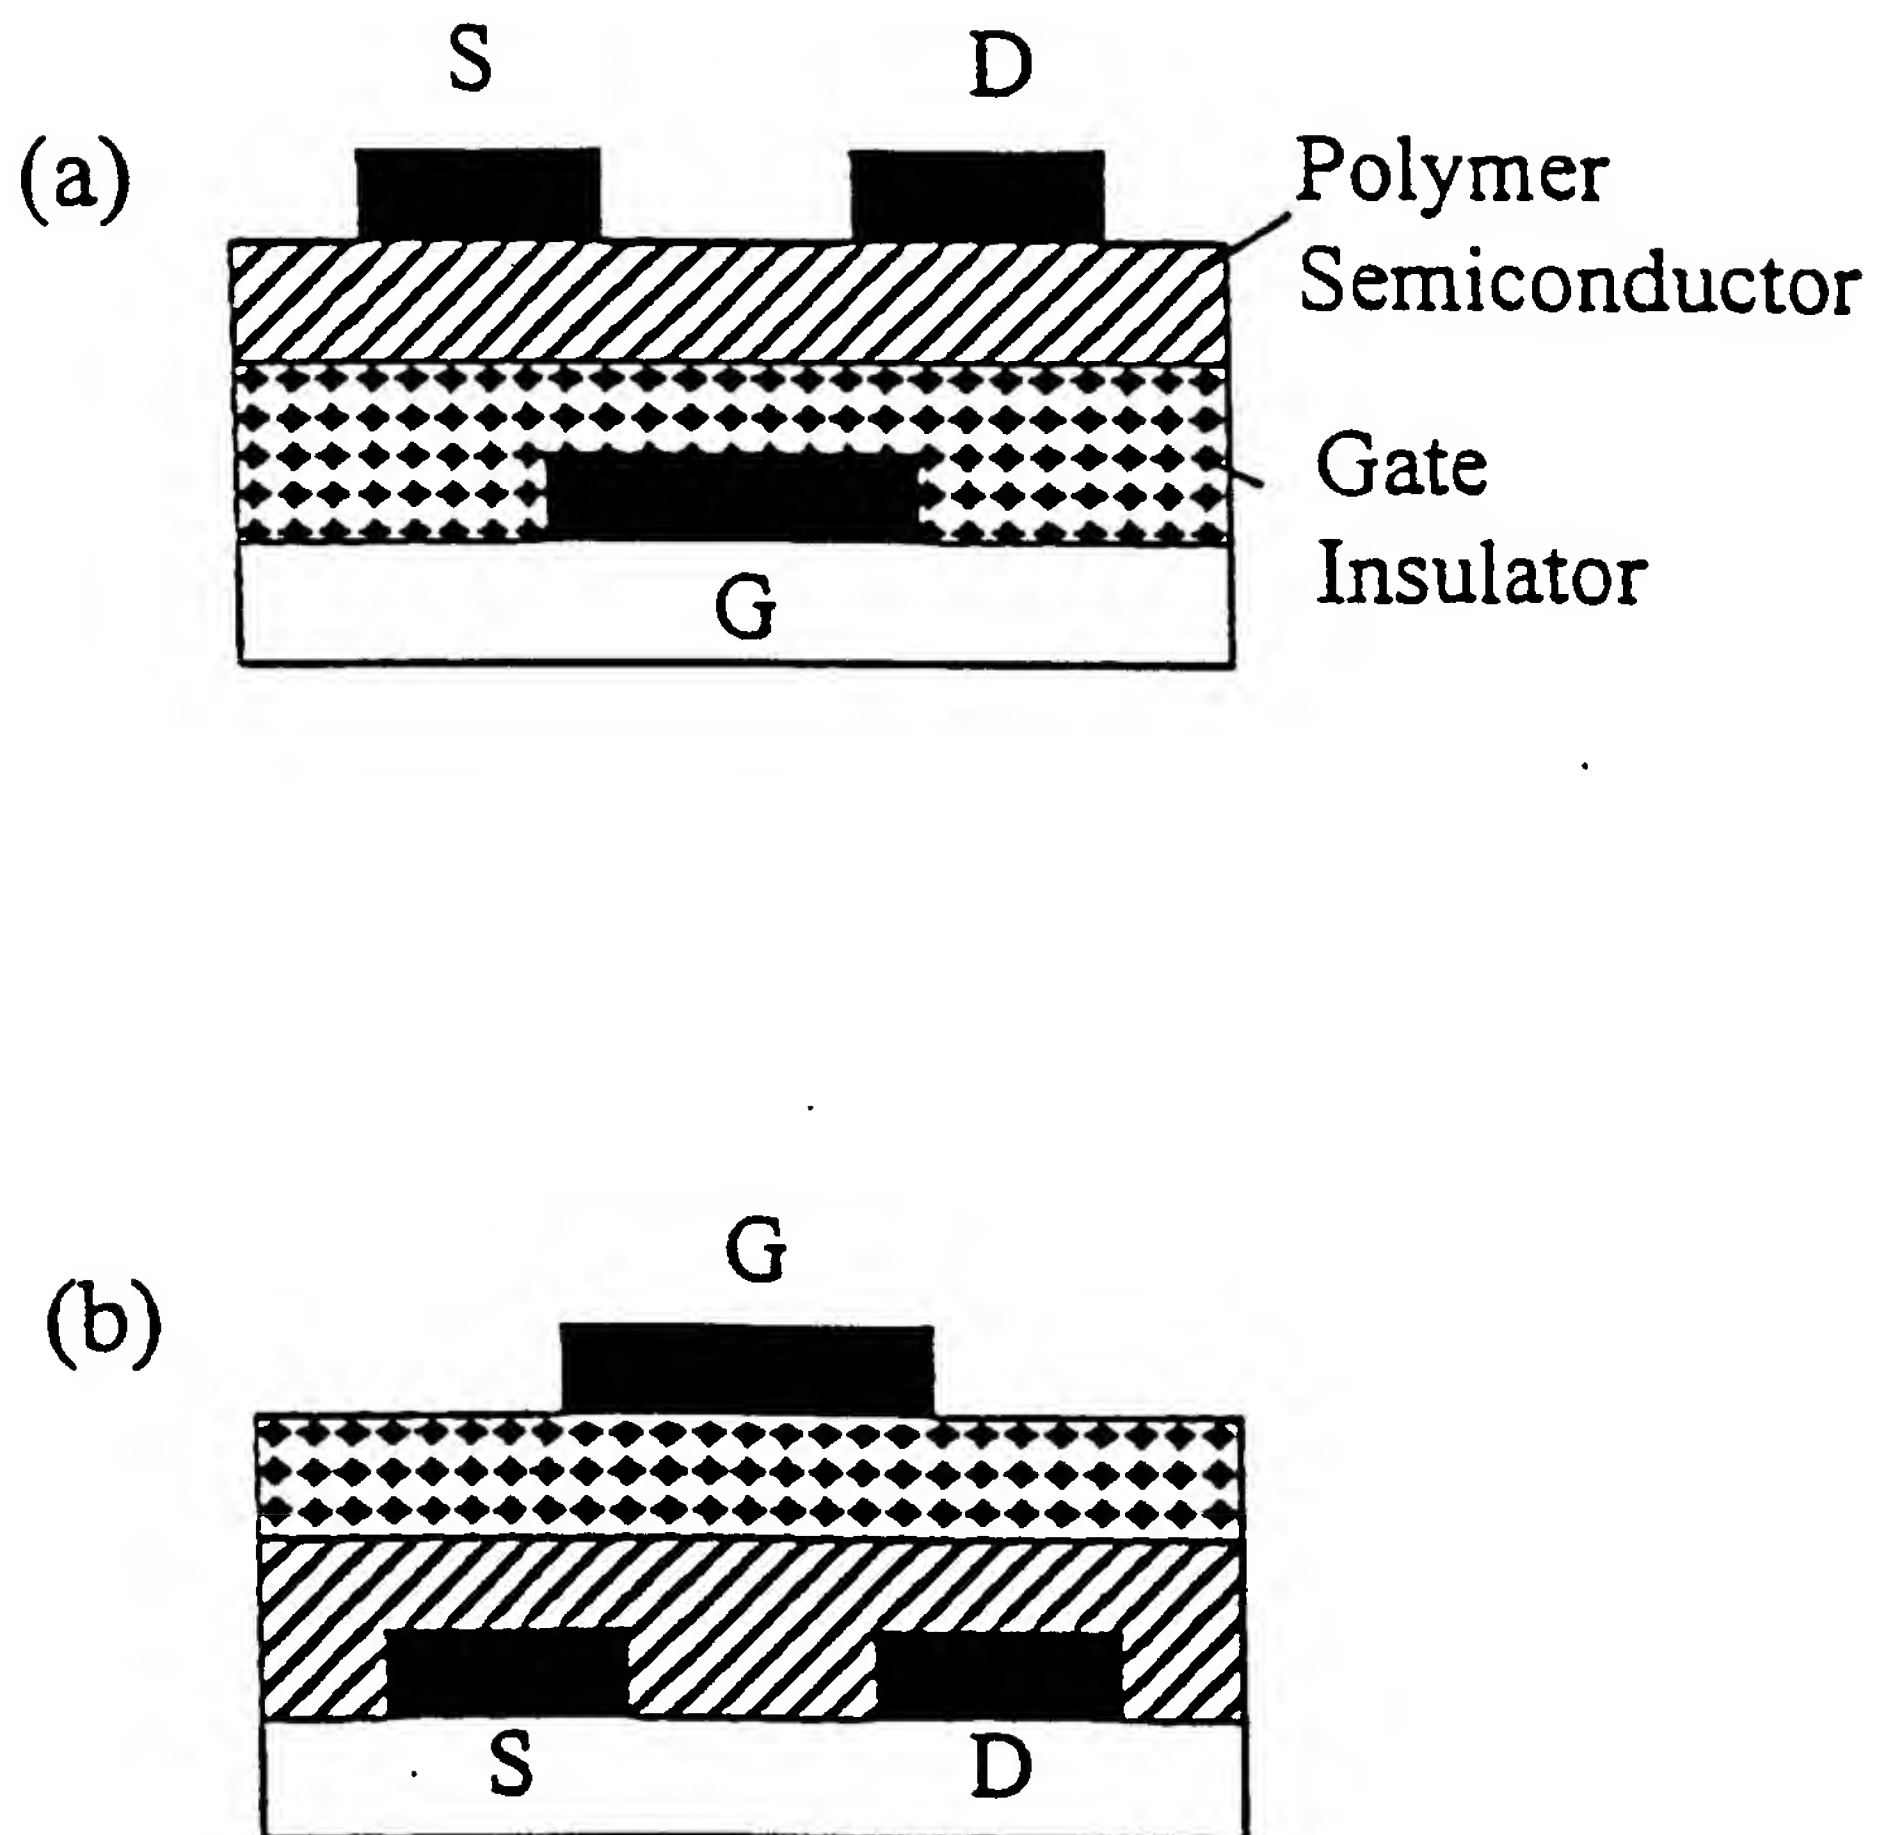 S D
(a)
Polymer
Semiconductor
Gate
Insulator
G
G
(b)
S D